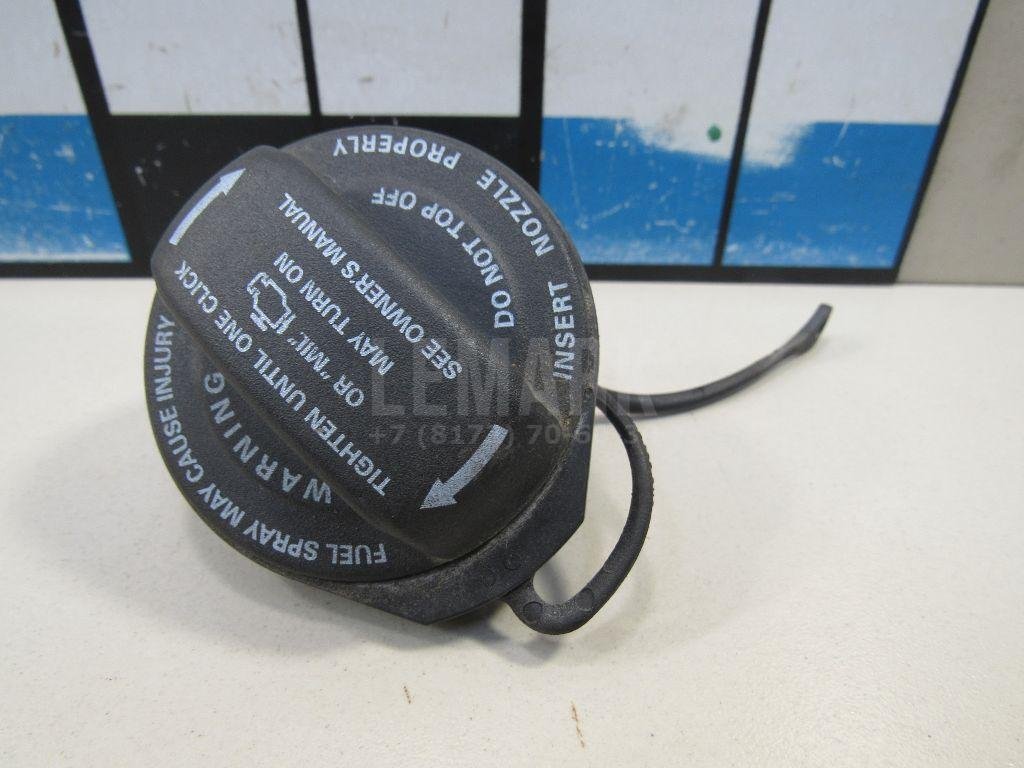 WARNING
FUEL SPRAY MAY CAUSE INJURY
TIGHTEN UNTIL ONE CLICK
OR "MIL"
MAY TURN ON
SEE OWNER'S MANUAL
DO NOT TOP OFF
INSERT NOZZLE PROPERLY
LEMARK